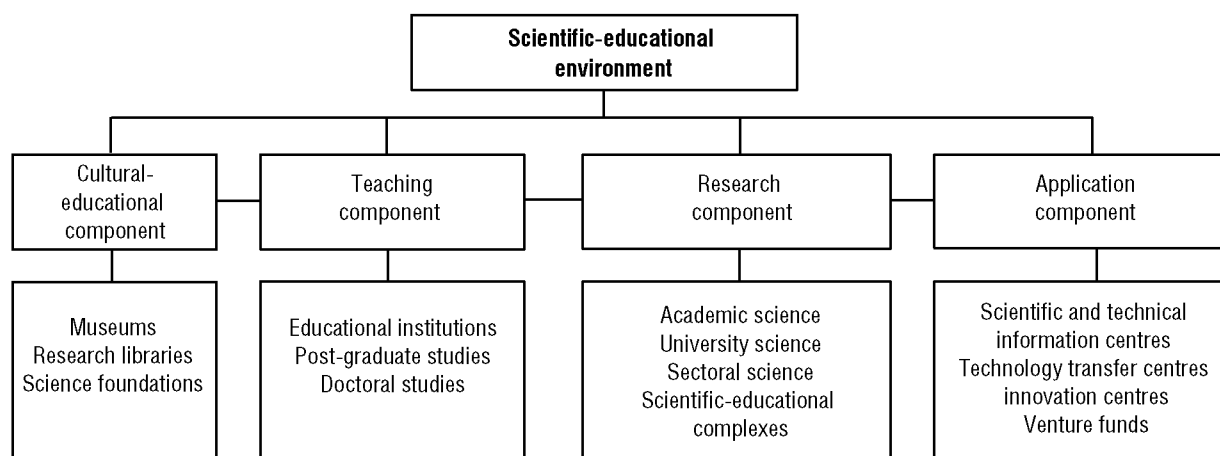 Scientific-educational
environment
Cultural-
educational
component
Teaching
component
Research
component
Application
component
Museums
Research libraries
Science foundations
Educational institutions
Post-graduate studies
Doctoral studies
Academic science
University science
Sectoral science
Scientific-educational
complexes
Scientific and technical
information centres
Technology transfer centres
innovation centres
Venture funds